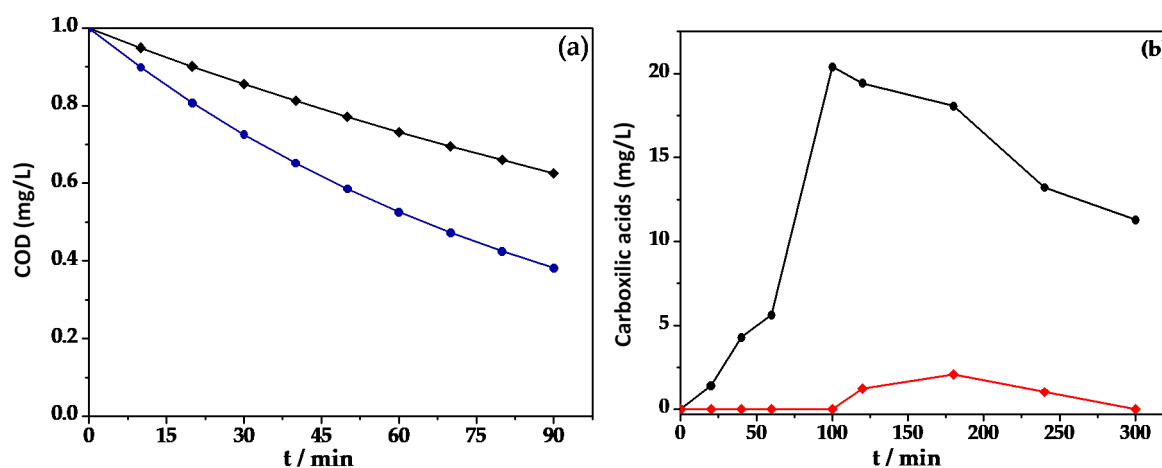 (a)
COD (mg/L)
1.0
0.8
0.6
0.4
0.2
0.0
0 15 30 45 60 75 90
t / min
(b)
Carboxilic acids (mg/L)
20
15
10
5
0
0 50 100 150 200 250 300
t / min